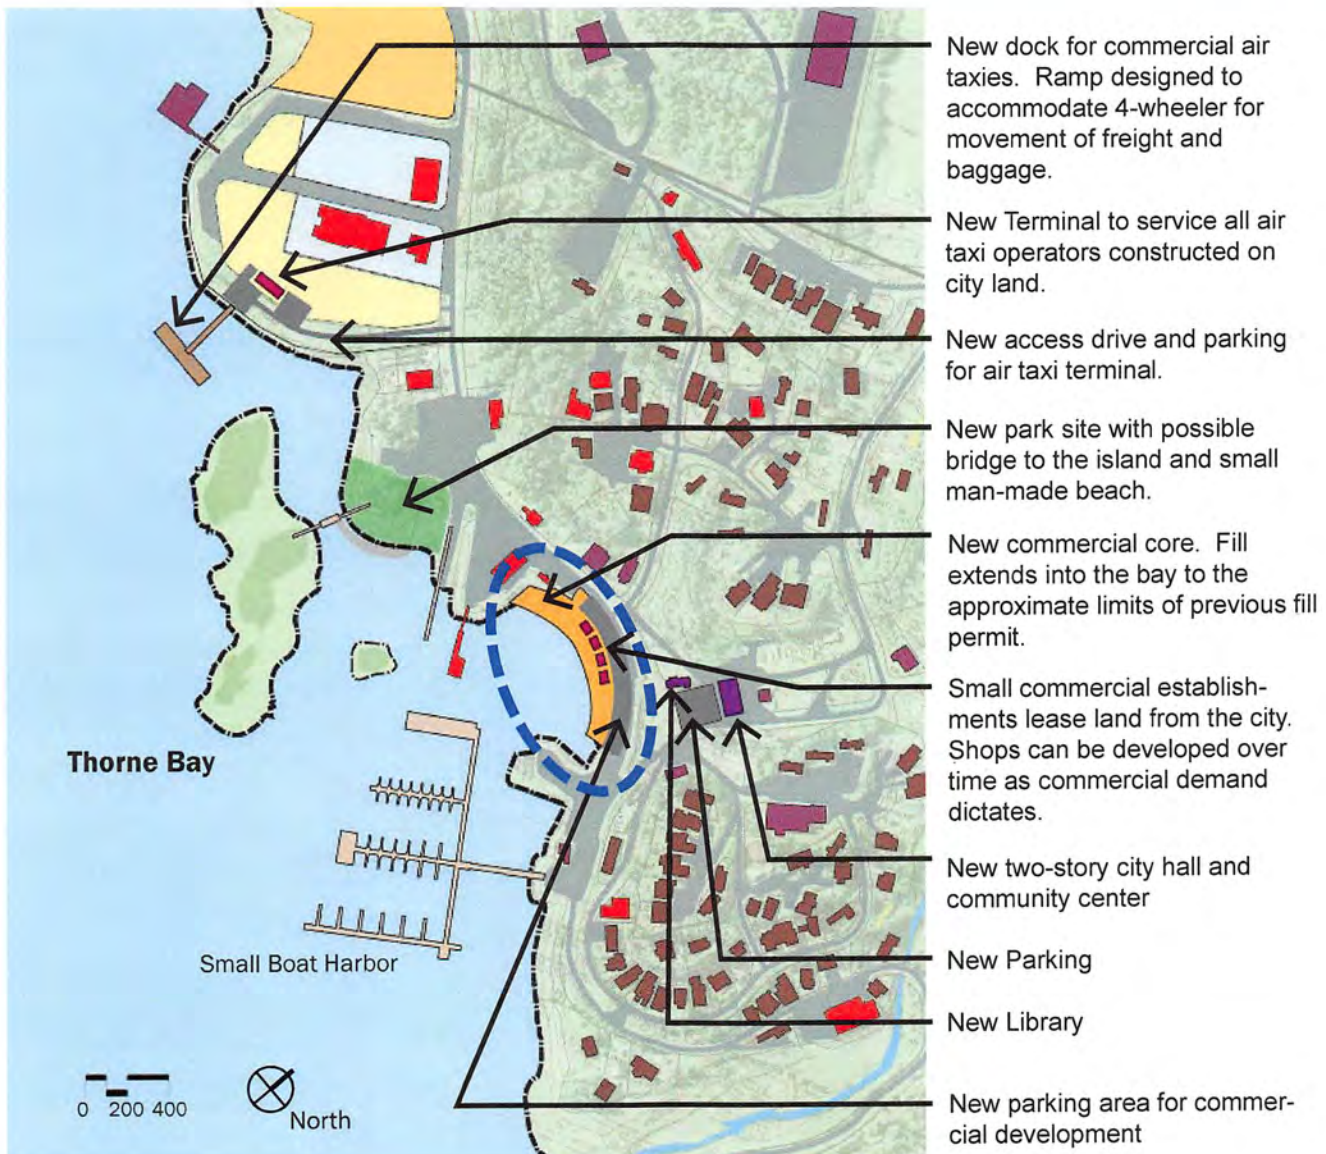 New dock for commercial air
taxies. Ramp designed to
accommodate 4-wheeler for
movement of freight and
baggage.
New Terminal to service all air
taxi operators constructed on
city land.
New access drive and parking
for air taxi terminal.
New park site with possible
bridge to the island and small
man-made beach.
New commercial core. Fill
extends into the bay to the
approximate limits of previous fill
permit.
Small commercial establish-
ments lease land from the city.
Shops can be developed over
time as commercial demand
dictates.
New two-story city hall and
community center
New Parking
New Library
New parking area for commer-
cial development
Thorne Bay
Small Boat Harbor
0 200 400
North